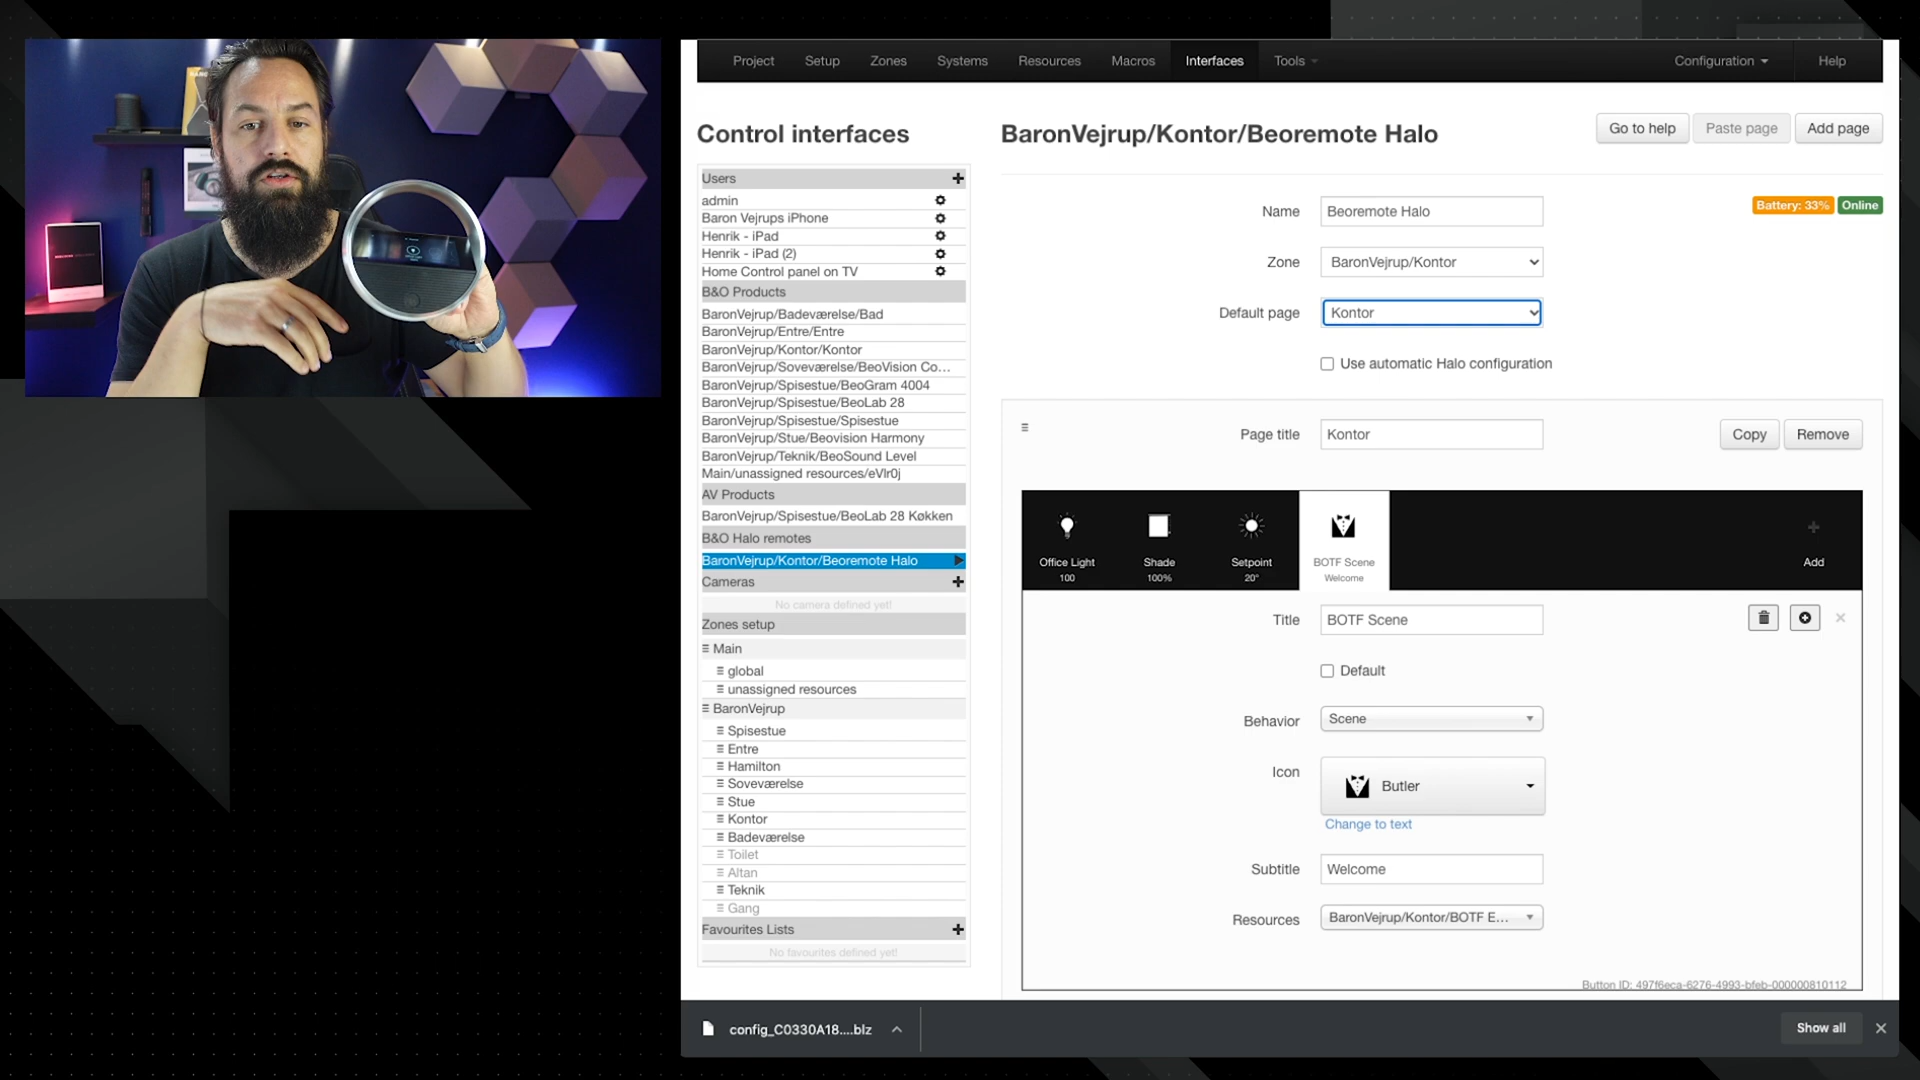 Project Setup Zones Systems Resources Macros Interfaces Tools Configuration Help
Control interfaces
Users
admin
Baron Vejrups iPhone
Henrik - iPad
Henrik - iPad (2)
Home Control panel on TV
B&O Products
BaronVejrup/Badeværelse/Bad
BaronVejrup/Entre/Entre
BaronVejrup/Kontor/Kontor
BaronVejrup/Soveværelse/BeoVision Co...
BaronVejrup/Spisestue/BeoGram 4004
BaronVejrup/Spisestue/BeoLab 28
BaronVejrup/Spisestue/Spisestue
BaronVejrup/Stue/Beovision Harmony
BaronVejrup/Teknik/BeoSound Level
Main/unassigned resources/eVlr0j
AV Products
BaronVejrup/Spisestue/BeoLab 28 Køkken
B&O Halo remotes
BaronVejrup/Kontor/Beoremote Halo
Cameras
No camera defined yet!
Zones setup
Main
global
unassigned resources
BaronVejrup
Spisestue
Entre
Hamilton
Soveværelse
Stue
Kontor
Badeværelse
Toilet
Altan
Teknik
Gang
Favourites Lists
No favourites defined yet!
BaronVejrup/Kontor/Beoremote Halo
Go to help Paste page Add page
Name Beoremote Halo
Battery: 33% Online
Zone BaronVejrup/Kontor
Default page Kontor
Use automatic Halo configuration
Page title Kontor
Copy Remove
Office Light Shade Setpoint BOTF Scene Add
100 100% 20° Welcome
Title BOTF Scene
Default
Behavior Scene
Icon Butler
Change to text
Subtitle Welcome
Resources BaronVejrup/Kontor/BOTF E...
Button ID: 497f6eca-6276-4993-bfeb-000000810112
config_C0330A18....blz
Show all